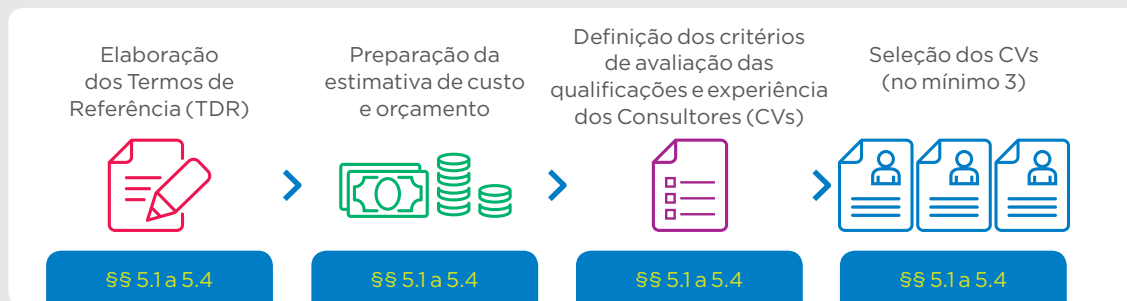 Elaboração
dos Termos de
Referência (TDR)
Preparação da
estimativa de custo
e orçamento
Definição dos critérios
de avaliação das
qualificações e experiência
dos Consultores (CVs)
Seleção dos CVs
(no mínimo 3)
§§ 5.1 a 5.4
§§ 5.1 a 5.4
§§ 5.1 a 5.4
§§ 5.1 a 5.4